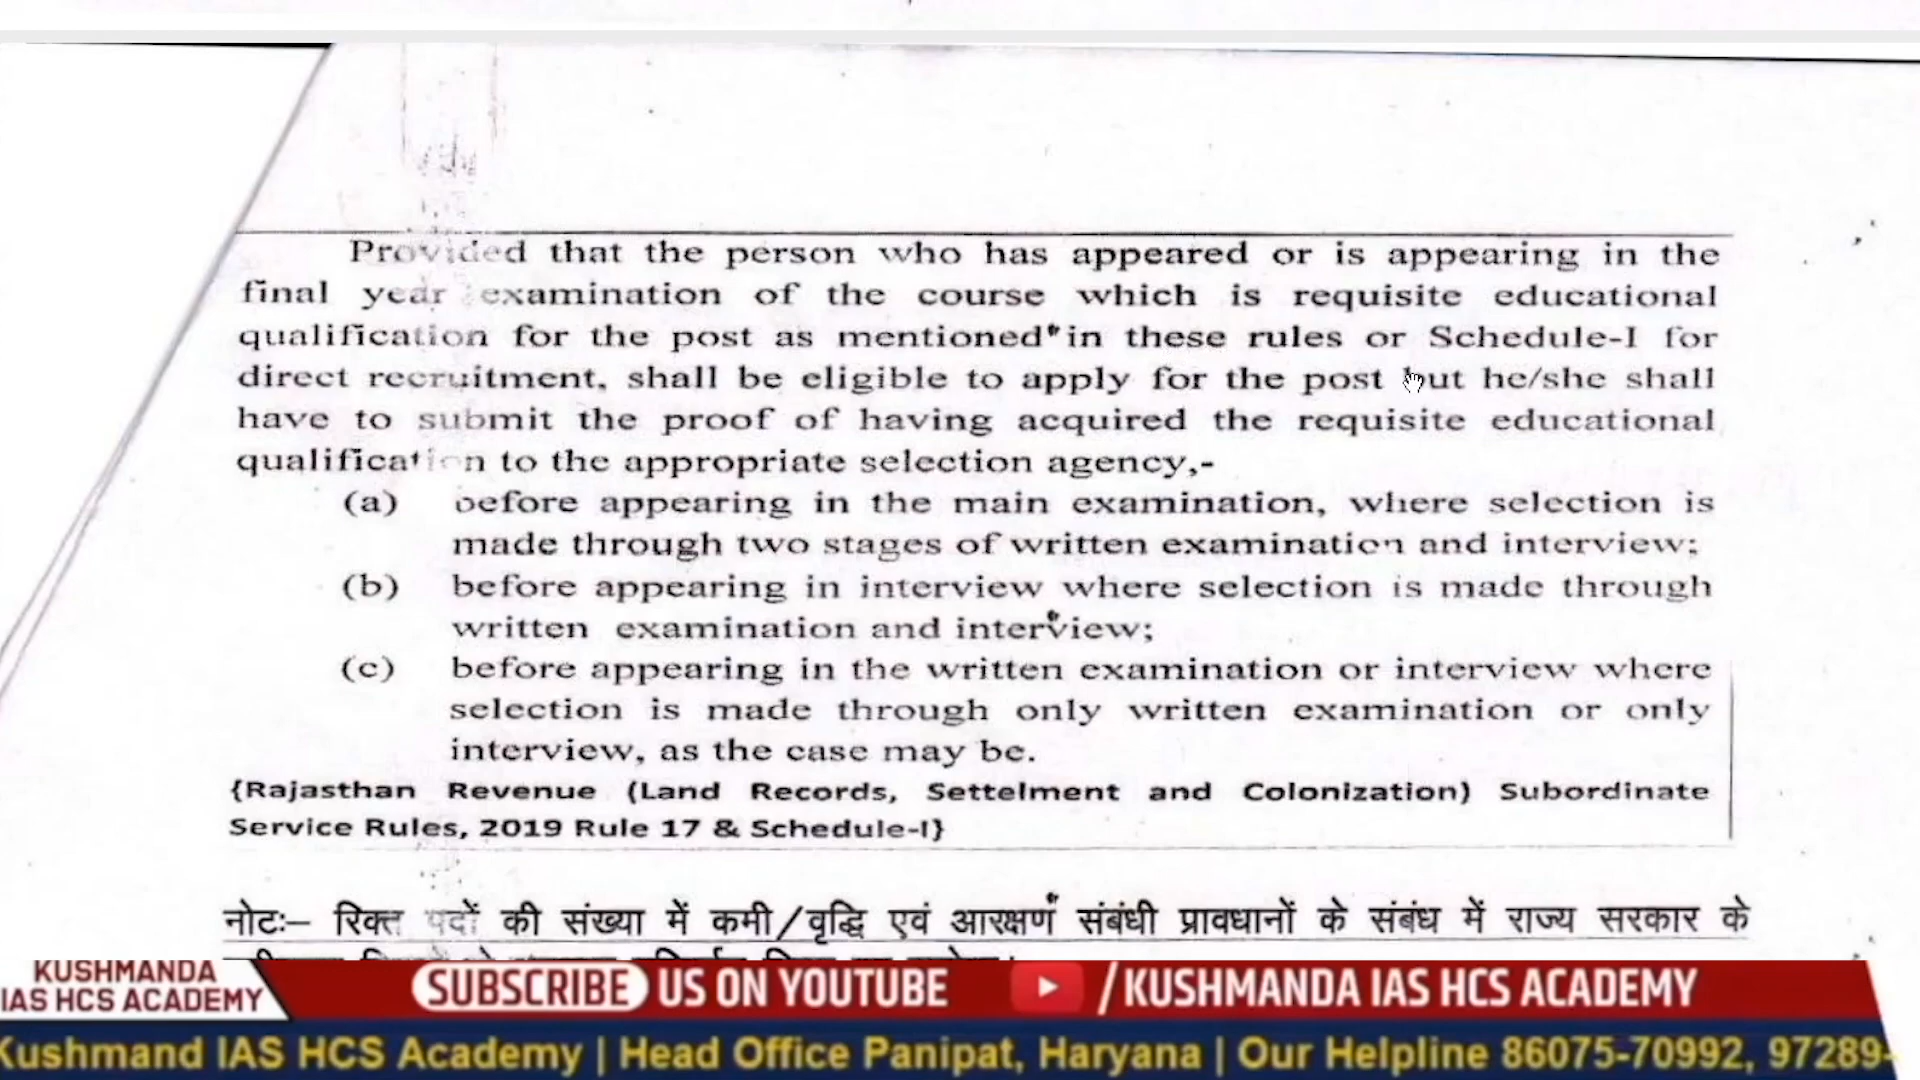 Provided that the person who has appeared or is appearing in the
final year examination of the course which is requisite educational
qualification for the post as mentioned in these rules or Schedule-I for
direct recruitment, shall be eligible to apply for the post but he/she shall
have to submit the proof of having acquired the requisite educational
qualification to the appropriate selection agency,-
(a) before appearing in the main examination, where selection is
made through two stages of written examination and interview;
(b) before appearing in interview where selection is made through
written examination and interview;
(c) before appearing in the written examination or interview where
selection is made through only written examination or only
interview, as the case may be.
{Rajasthan Revenue (Land Records, Settelment and Colonization) Subordinate
Service Rules, 2019 Rule 17 & Schedule-I}
नोटः– रिक्त पदों की संख्या में कमी/वृद्धि एवं आरक्षण संबंधी प्रावधानों के संबंध में राज्य सरकार के
KUSHMANDA
IAS HCS ACADEMY
SUBSCRIBE US ON YOUTUBE /KUSHMANDA IAS HCS ACADEMY
Kushmand IAS HCS Academy | Head Office Panipat, Haryana | Our Helpline 86075-70992, 97289-